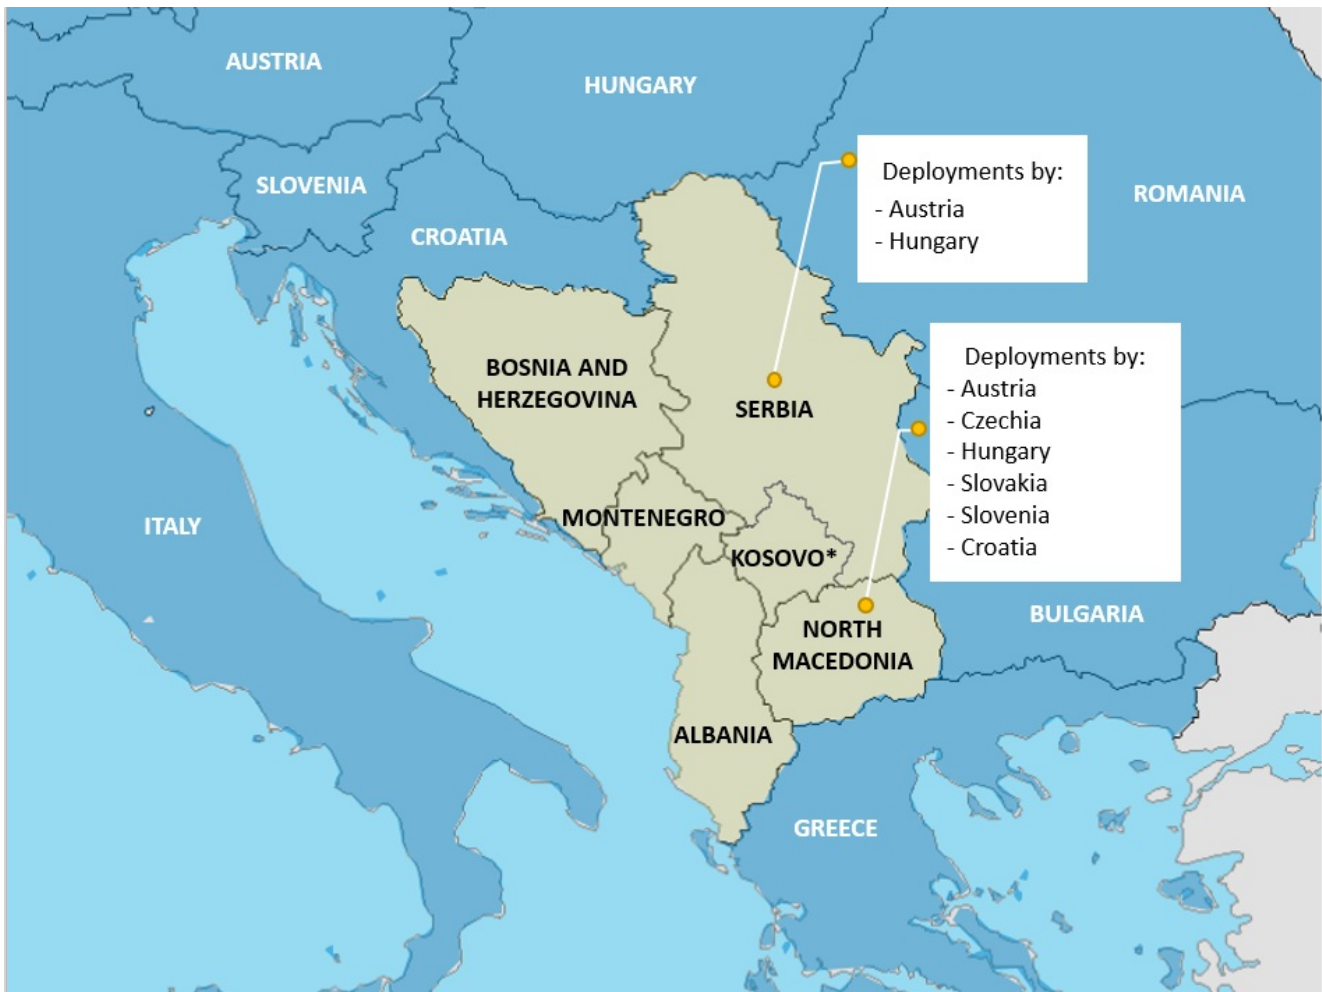 AUSTRIA
HUNGARY
SLOVENIA
CROATIA
ROMANIA
Deployments by:
- Austria
- Hungary
BOSNIA AND
HERZEGOVINA
SERBIA
Deployments by:
- Austria
- Czechia
- Hungary
- Slovakia
- Slovenia
- Croatia
ITALY
MONTENEGRO
KOSOVO*
BULGARIA
NORTH
MACEDONIA
ALBANIA
GREECE